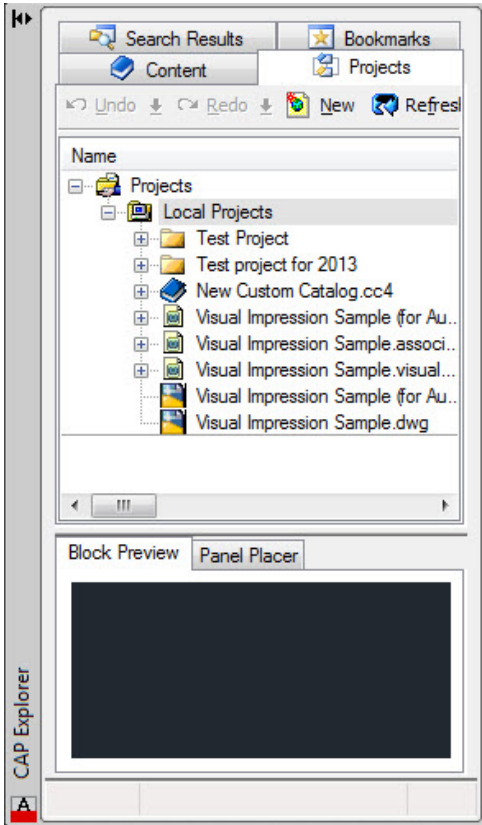 Search Results Bookmarks
Content Projects
Undo Redo New Refresh
Name
Projects
Local Projects
Test Project
Test project for 2013
New Custom Catalog.cc4
Visual Impression Sample (for Au..
Visual Impression Sample.associ...
Visual Impression Sample.visual...
Visual Impression Sample (for Au..
Visual Impression Sample.dwg
Block Preview Panel Placer
CAP Explorer
A